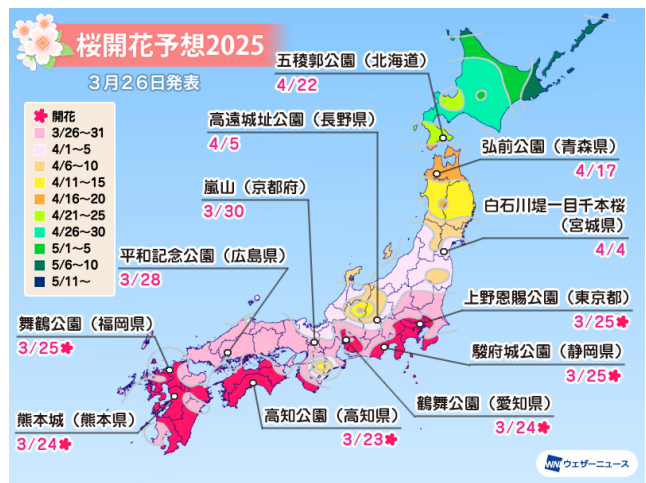 桜開花予想2025
3月26日発表
開花
3/26〜31
4/1〜5
4/6〜10
4/11〜15
4/16〜20
4/21〜25
4/26〜30
5/1〜5
5/6〜10
5/11〜
五稜郭公園（北海道）
4/22
高遠城址公園（長野県）
4/5
弘前公園（青森県）
4/17
嵐山（京都府）
3/30
白石川堤一目千本桜
（宮城県）
4/4
平和記念公園（広島県）
3/28
上野恩賜公園（東京都）
3/25
舞鶴公園（福岡県）
3/25
駿府城公園（静岡県）
3/25
鶴舞公園（愛知県）
3/24
熊本城（熊本県）
3/24
高知公園（高知県）
3/23
WN ウェザーニュース